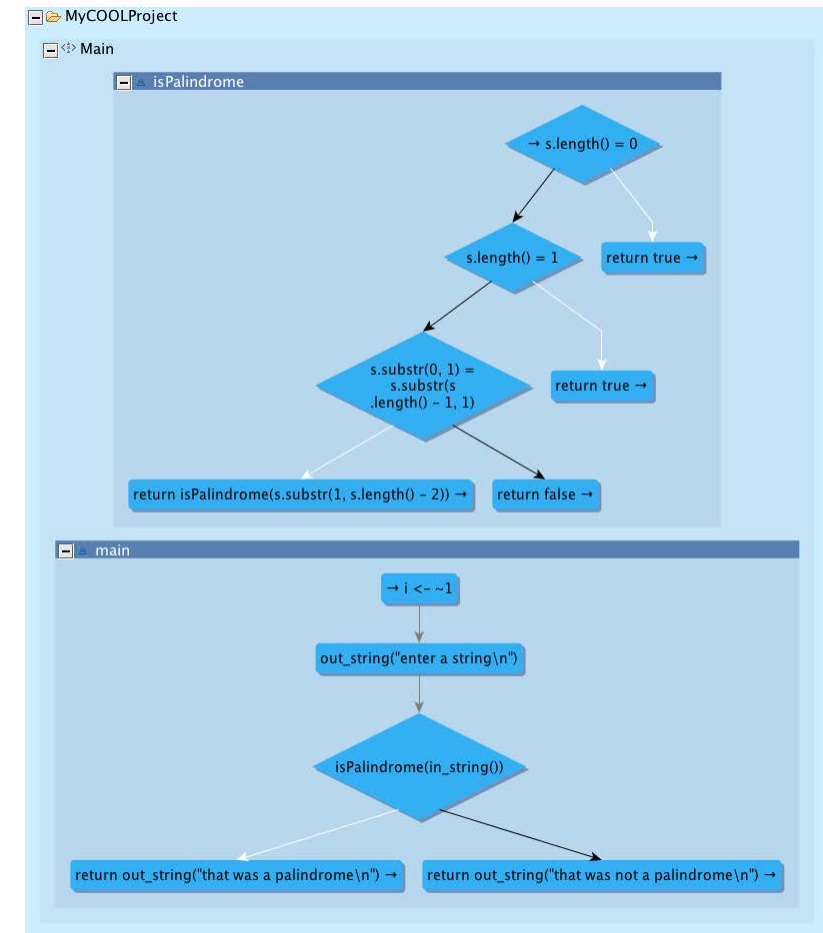 MyCOOLProject
Main
isPalindrome
→ s.length() = 0
s.length() = 1
return true →
s.substr(0, 1) =
s.substr(s
.length() - 1, 1)
return true →
return isPalindrome(s.substr(1, s.length() - 2)) →
return false →
main
→ i <- ~1
out_string("enter a string\n")
isPalindrome(in_string())
return out_string("that was a palindrome\n") →
return out_string("that was not a palindrome\n") →